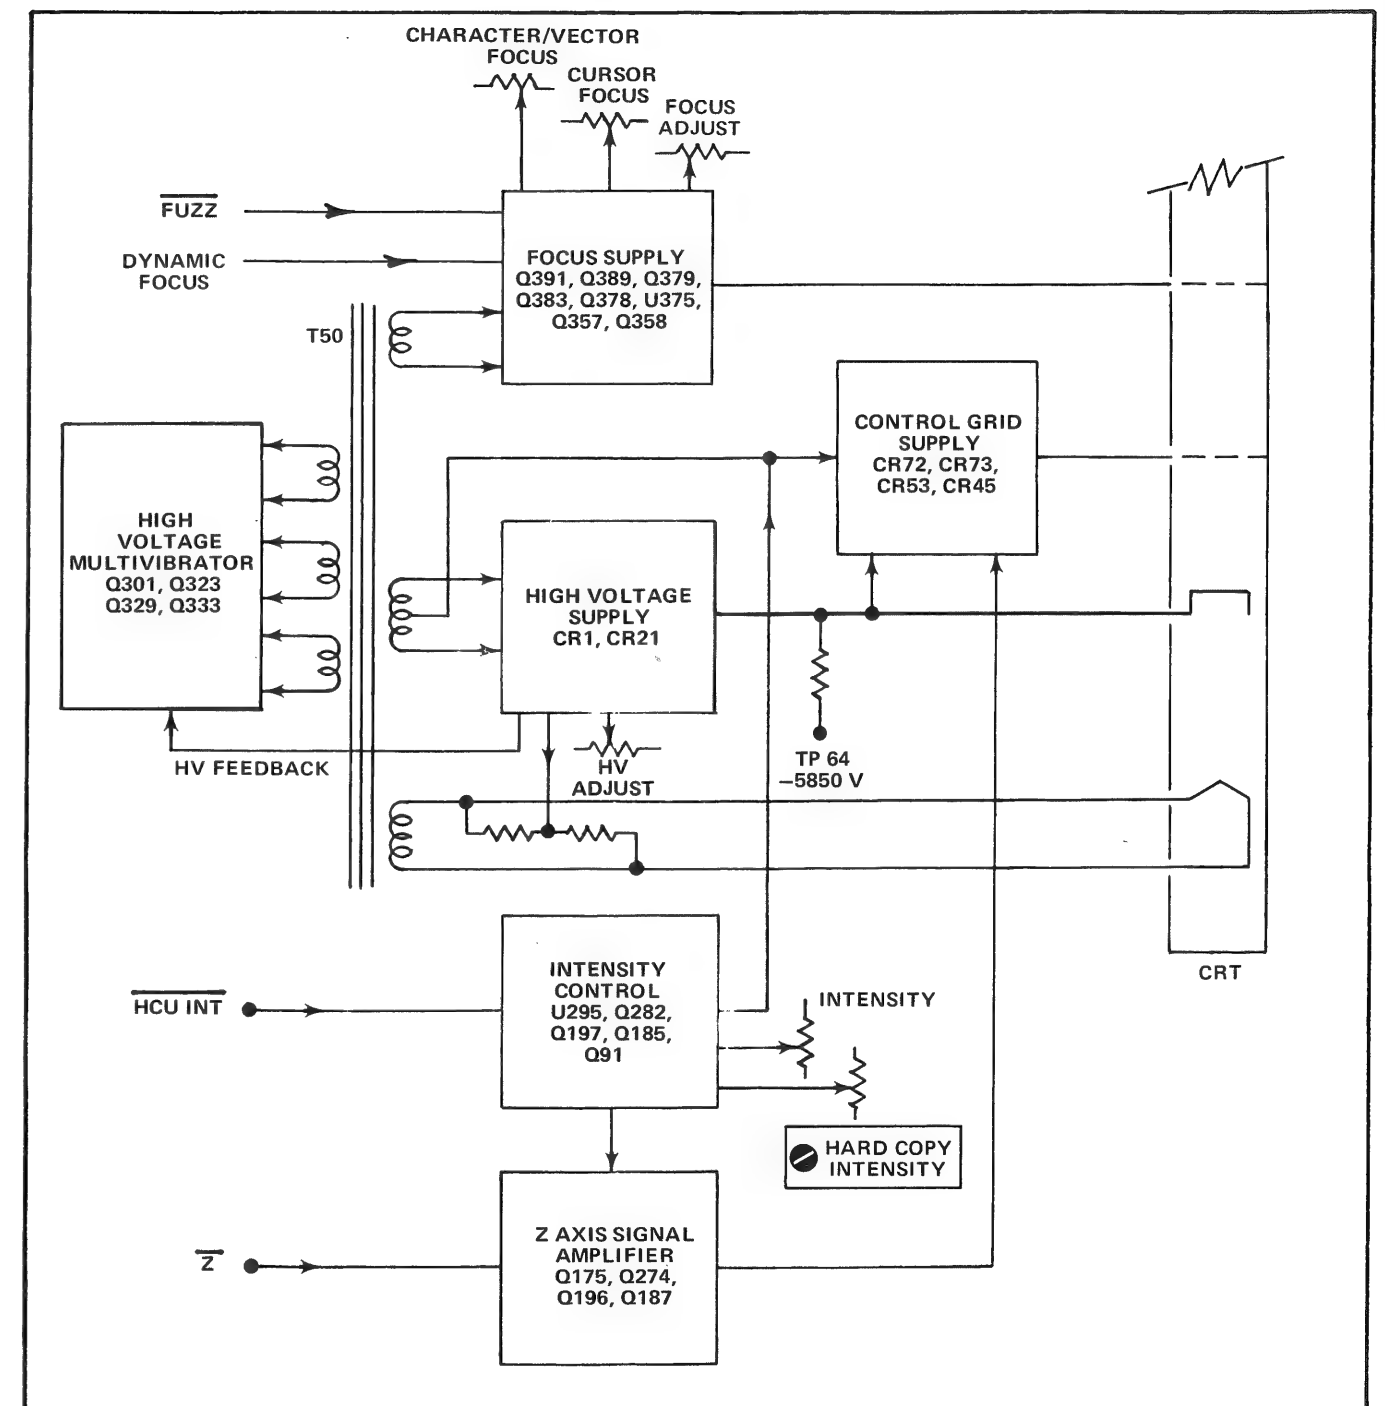 CHARACTER/VECTOR
FOCUS
CURSOR
FOCUS
FOCUS
ADJUST
FUZZ
DYNAMIC
FOCUS
FOCUS SUPPLY
Q391, Q389, Q379,
Q383, Q378, U375,
Q357, Q358
T50
CONTROL GRID
SUPPLY
CR72, CR73,
CR53, CR45
HIGH
VOLTAGE
MULTIVIBRATOR
Q301, Q323
Q329, Q333
HIGH VOLTAGE
SUPPLY
CR1, CR21
HV FEEDBACK
HV
ADJUST
TP 64
−5850 V
CRT
HCU INT
INTENSITY
CONTROL
U295, Q282,
Q197, Q185,
Q91
INTENSITY
HARD COPY
INTENSITY
Z
Z AXIS SIGNAL
AMPLIFIER
Q175, Q274,
Q196, Q187